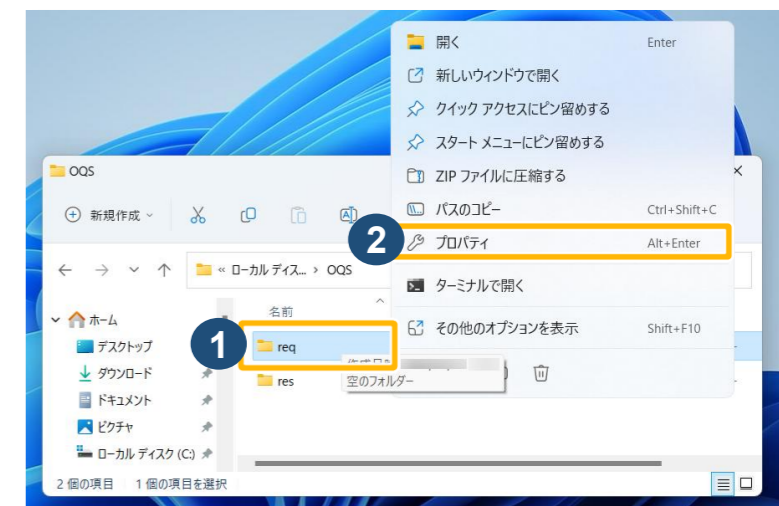 開く Enter
新しいウィンドウで開く
クイック アクセスにピン留めする
スタート メニューにピン留めする
ZIP ファイルに圧縮する
パスのコピー Ctrl+Shift+C
2 プロパティ Alt+Enter
ターミナルで開く
その他のオプションを表示 Shift+F10
OQS
新規作成
« ローカル ディス... › OQS
名前
1 req
res
空のフォルダー
ホーム
デスクトップ
ダウンロード
ドキュメント
ピクチャ
ローカル ディスク (C:)
2 個の項目 1 個の項目を選択